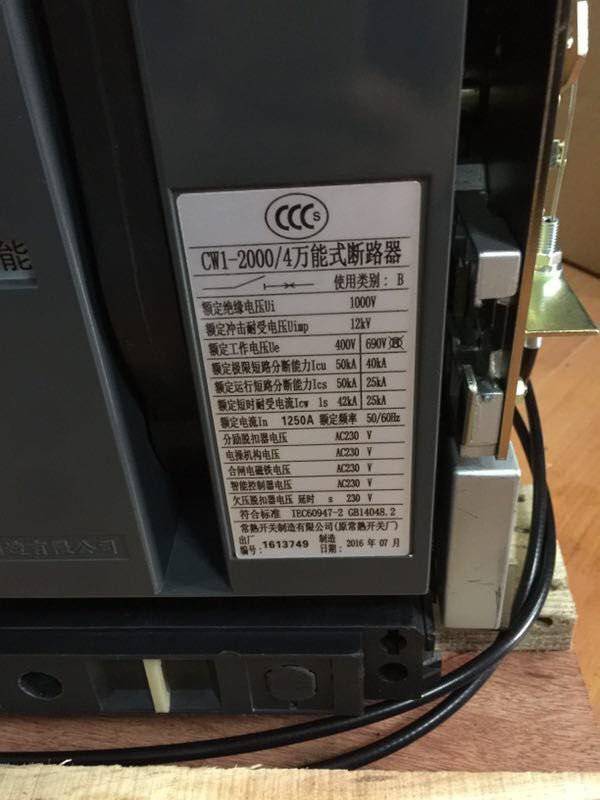 能
CCC S
CW1-2000/4万能式断路器
使用类别: B
额定绝缘电压Ui 1000V
额定冲击耐受电压Uimp 12kV
额定工作电压Ue 400V 690V
额定极限短路分断能力Icu 50kA 40kA
额定运行短路分断能力Ics 50kA 25kA
额定短时耐受电流Icw 1s 42kA 25kA
额定电流In 1250A 额定频率 50/60Hz
分励脱扣器电压 AC230 V
电操机构电压 AC230 V
合闸电磁铁电压 AC230 V
智能控制器电压 AC230 V
欠压脱扣器电压 延时 s 230 V
符合标准 IEC60947-2 GB14048.2
常熟开关制造有限公司(原常熟开关厂)
出厂编号: 1613749 制造日期: 2016 年 07 月
造有限公司